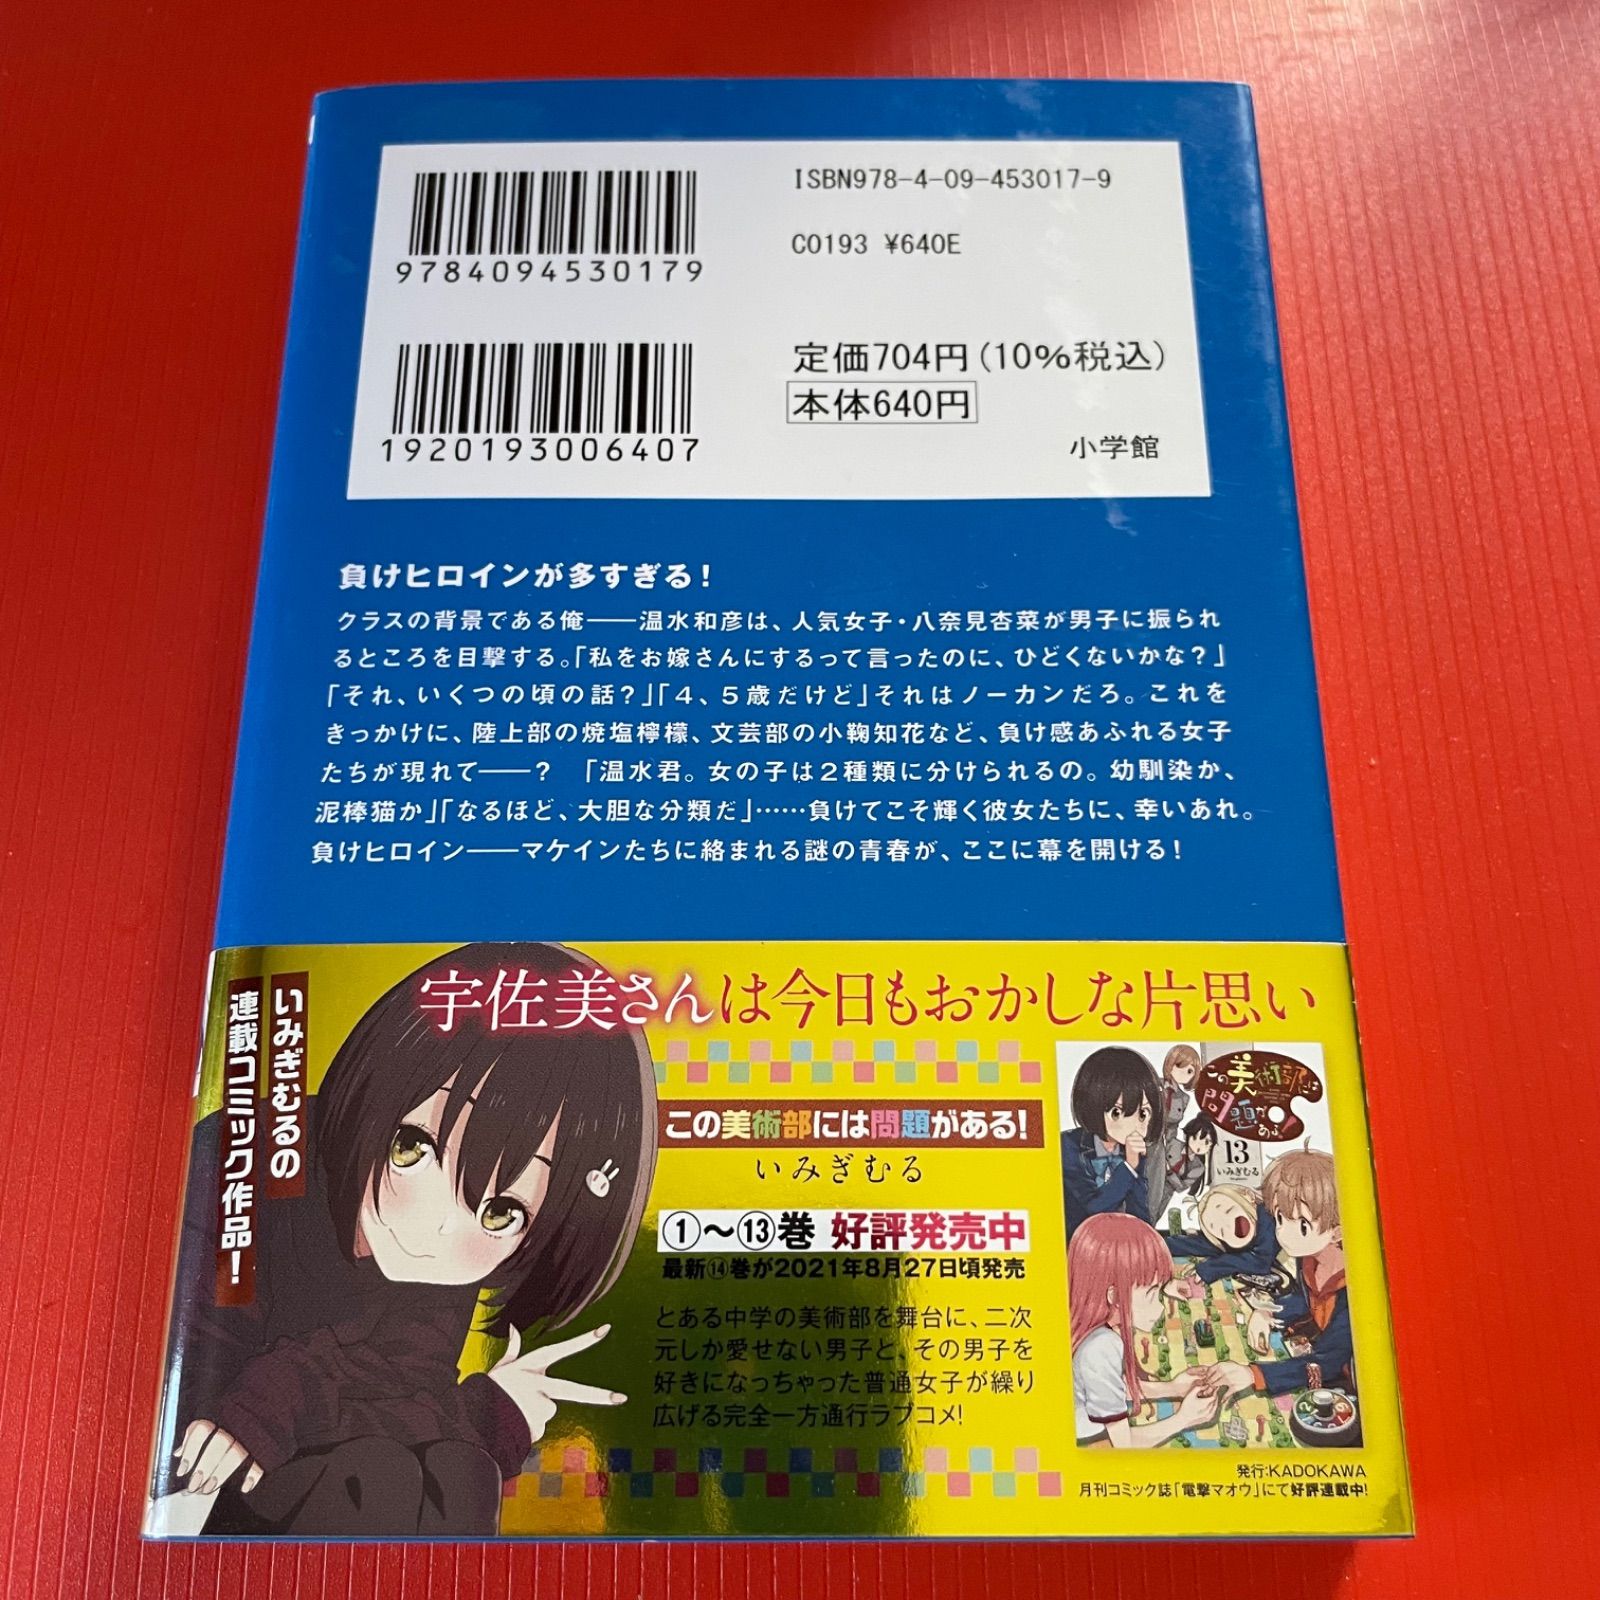 ISBN978-4-09-453017-9
9784094530179
C0193 ¥640E
1920193006407
定価704円(10%税込)
本体640円
小学館
負けヒロインが多すぎる!
クラスの背景である俺――温水和彦は、人気女子・八奈見杏菜が男子に振られ
るところを目撃する。「私をお嫁さんにするって言ったのに、ひどくないかな?」
「それ、いくつの頃の話?」「4、5歳だけど」それはノーカンだろ。これを
きっかけに、陸上部の焼塩檸檬、文芸部の小鞠知花など、負け感あふれる女子
たちが現れて――? 「温水君。女の子は2種類に分けられるの。幼馴染か、
泥棒猫か」「なるほど、大胆な分類だ」……負けてこそ輝く彼女たちに、幸いあれ。
負けヒロイン――マケインたちに絡まれる謎の青春が、ここに幕を開ける!
いみぎむるの
連載コミック作品!
宇佐美さんは今日もおかしな片思い
この美術部には問題がある!
いみぎむる
①~⑬巻 好評発売中
最新⑭巻が2021年8月27日頃発売
とある中学の美術部を舞台に、二次
元しか愛せない男子と、その男子を
好きになっちゃった普通女子が繰り
広げる完全一方通行ラブコメ!
この美術部には
問題がある!
13
いみぎむる
発行:KADOKAWA
月刊コミック誌「電撃マオウ」にて好評連載中!